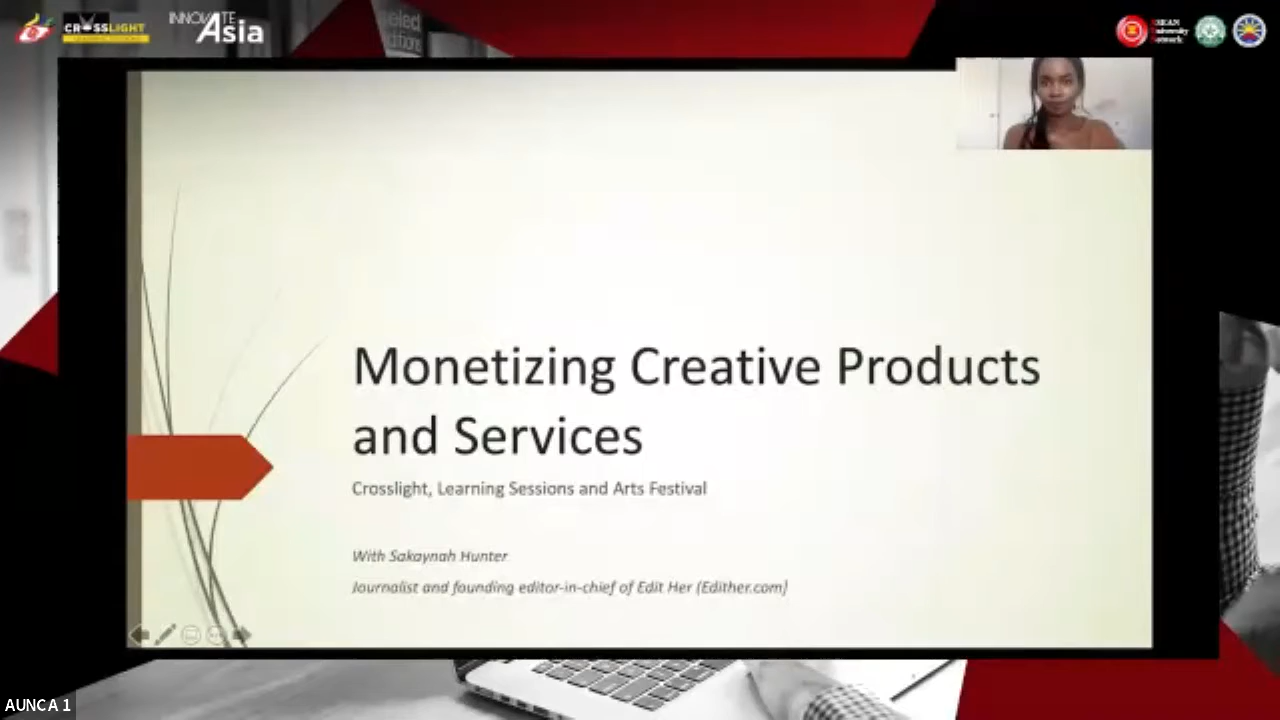 CROSSLIGHT
INNOVATE
Asia
Monetizing Creative Products
and Services
Crosslight, Learning Sessions and Arts Festival
With Sakaynah Hunter
Journalist and founding editor-in-chief of Edit Her (Edither.com)
AUNCA 1